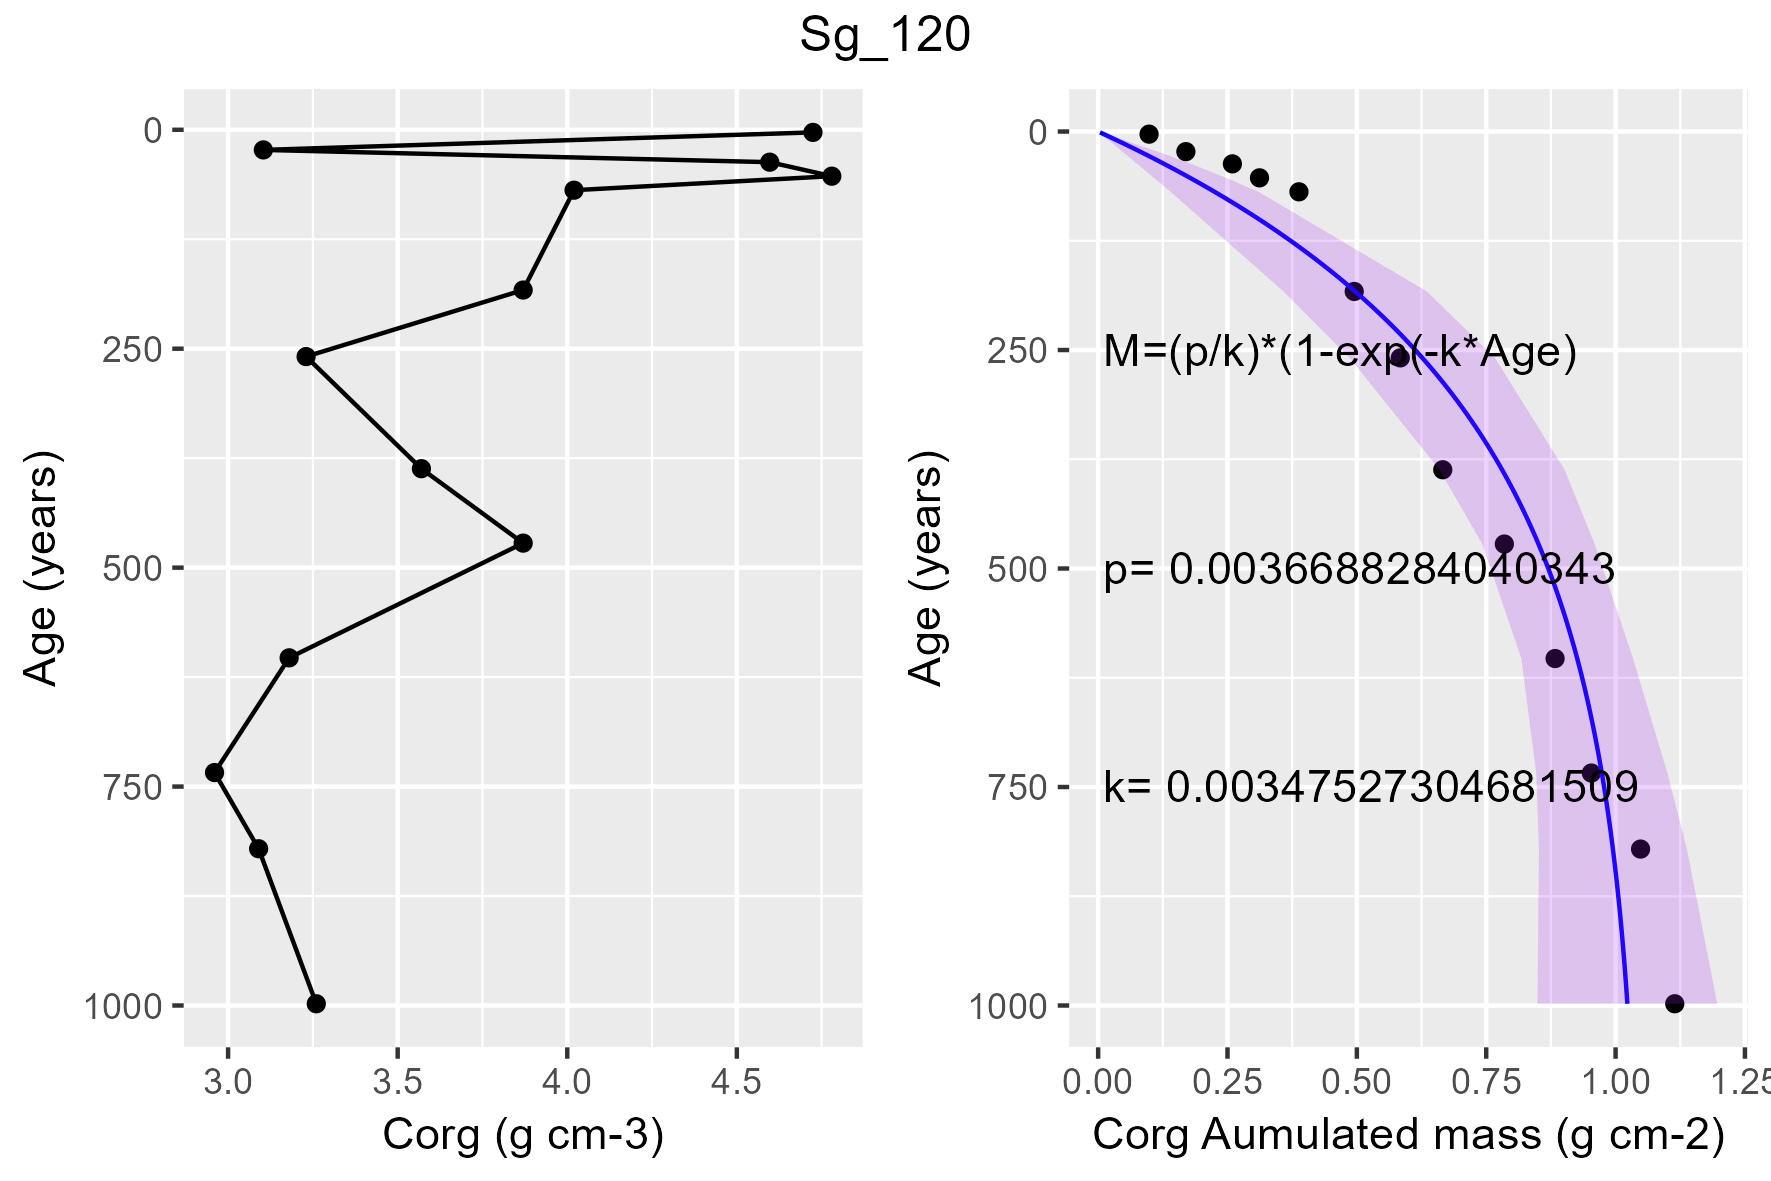 Sg_120
0
250
500
750
1000
Age (years)
3.0 3.5 4.0 4.5
Corg (g cm-3)
0
250
500
750
1000
Age (years)
M=(p/k)*(1-exp(-k*Age)
p= 0.0036688284040343
k= 0.00347527304681509
0.00 0.25 0.50 0.75 1.00 1.25
Corg Aumulated mass (g cm-2)